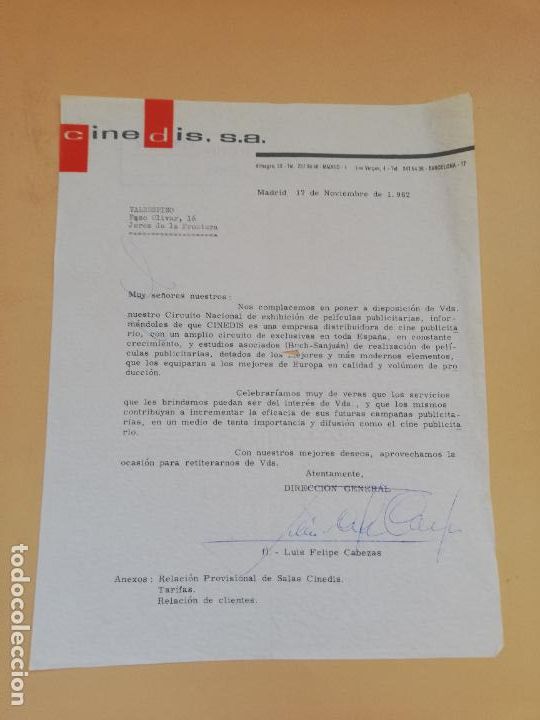 cinedis, s.a.
Madrid 17 de Noviembre de 1.962
VALDESPINO
Pozo Olivar, 16
Jerez de la Frontera
Muy señores nuestros:
Nos complacemos en poner a disposición de Vds.
nuestro Circuito Nacional de exhibición de películas publicitarias, infor-
mándoles de que CINEDIS es una empresa distribuidora de cine publicita
rio, con un amplio circuito de exclusivas en toda España, en constante
crecimiento, y estudios asociados (Buch-Sanjuán) de realización de pelí-
culas publicitarias, dotados de los mejores y más modernos elementos,
que los equiparan a los mejores de Europa en calidad y volúmen de pro
ducción.
Celebraríamos muy de veras que los servicios
que les brindamos puedan ser del interés de Vds., y que los mismos
contribuyan a incrementar la eficacia de sus futuras campañas publicita-
rias, en un medio de tanta importancia y difusión como el cine publicita
rio.
Con nuestros mejores deseos, aprovechamos la
ocasión para retiterarnos de Vds.
Atentamente,
DIRECCION GENERAL
f) - Luis Felipe Cabezas
Anexos: Relación Provisional de Salas Cinedis.
Tarifas.
Relación de clientes.
todocoleccion.net